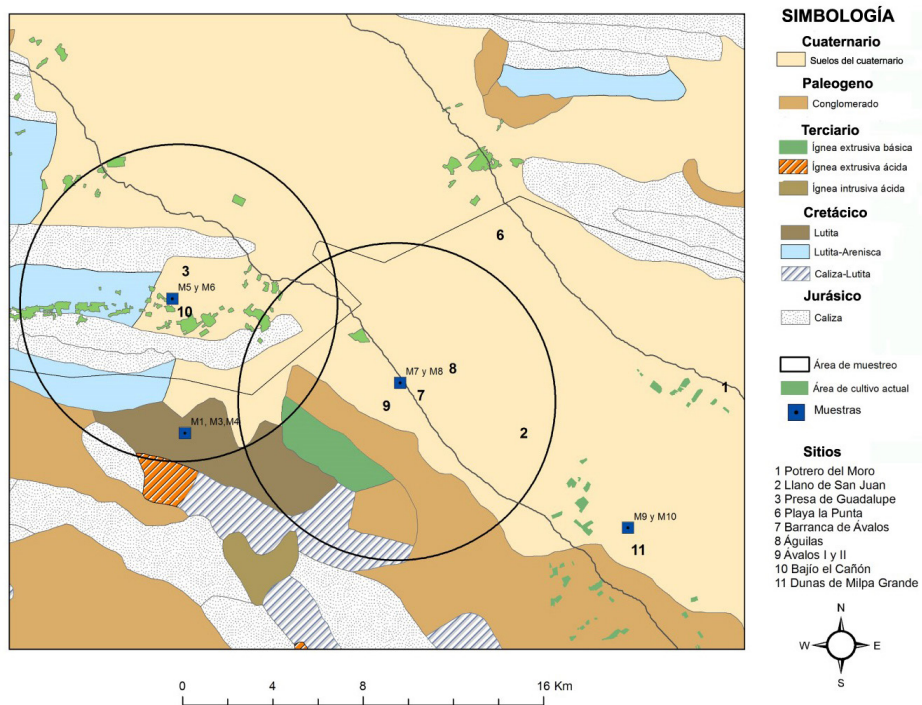 3
M5 y M6
10
6
M7 y M8
8
7
9
1
2
M1, M3,M4
M9 y M10
11
0 4 8 12 16 Km
SIMBOLOGÍA
Cuaternario
Suelos del cuaternario
Paleogeno
Conglomerado
Terciario
Ígnea extrusiva básica
Ígnea extrusiva ácida
Ígnea intrusiva ácida
Cretácico
Lutita
Lutita-Arenisca
Caliza-Lutita
Jurásico
Caliza
Área de muestreo
Área de cultivo actual
Muestras
Sitios
1 Potrero del Moro
2 Llano de San Juan
3 Presa de Guadalupe
6 Playa la Punta
7 Barranca de Ávalos
8 Águilas
9 Ávalos I y II
10 Bajío el Cañón
11 Dunas de Milpa Grande
N
W E
S